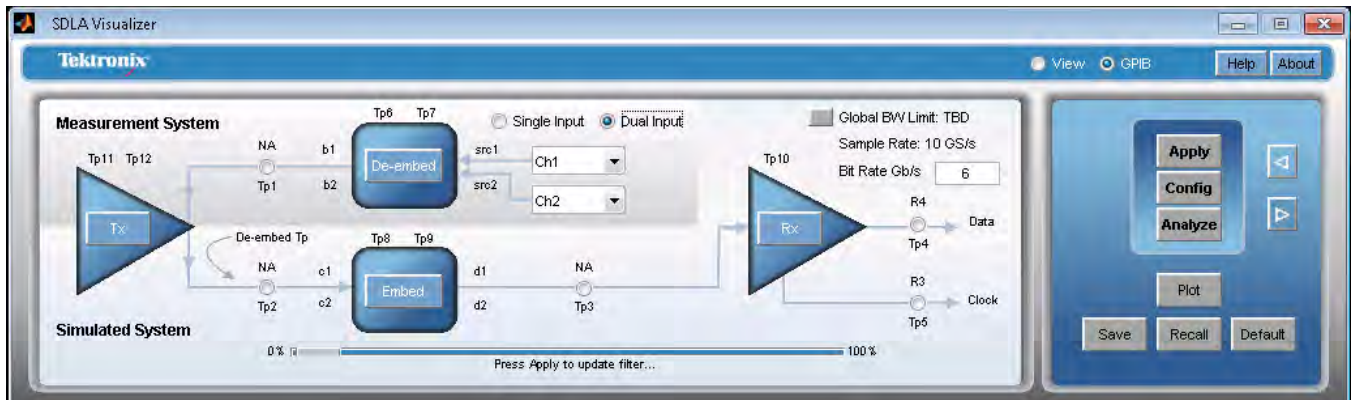 SDLA Visualizer
Tektronix
View GPIB Help About
Measurement System
Tp11 Tp12
Tx
NA
Tp1
b1
b2
Tp6 Tp7
De-embed
Single Input Dual Input
src1 Ch1
src2 Ch2
Global BW Limit: TBD
Sample Rate: 10 GS/s
Bit Rate Gb/s 6
Tp10
Rx
R4
Data
Tp4
R3
Clock
Tp5
De-embed Tp
NA
Tp2
c1
c2
Tp8 Tp9
Embed
d1
d2
NA
Tp3
Simulated System
0% 100%
Press Apply to update filter...
Apply
Config
Analyze
Plot
Save Recall Default